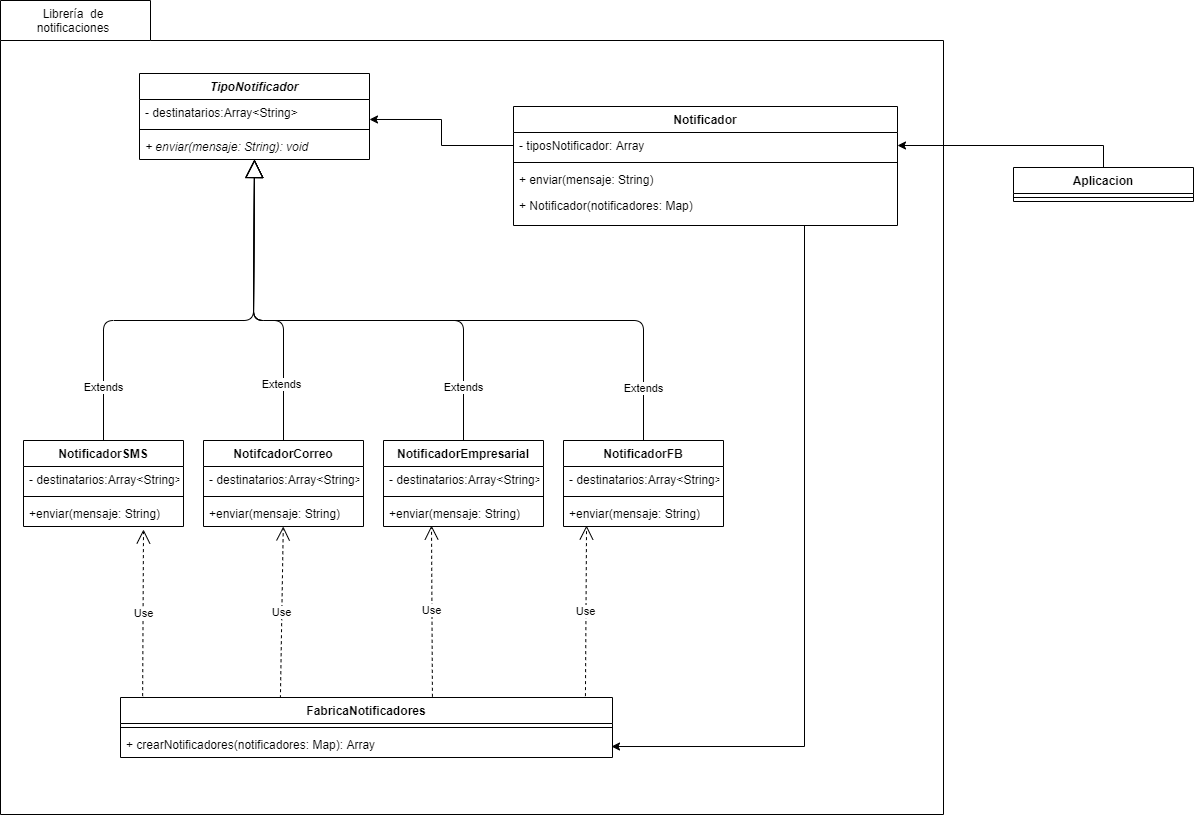 Librería de
notificaciones
TipoNotificador
- destinatarios:Array<String>
+ enviar(mensaje: String): void
Notificador
- tiposNotificador: Array
+ enviar(mensaje: String)
+ Notificador(notificadores: Map)
Aplicacion
Extends
Extends
Extends
Extends
NotificadorSMS
- destinatarios:Array<String>
+enviar(mensaje: String)
NotifcadorCorreo
- destinatarios:Array<String>
+enviar(mensaje: String)
NotificadorEmpresarial
- destinatarios:Array<String>
+enviar(mensaje: String)
NotificadorFB
- destinatarios:Array<String>
+enviar(mensaje: String)
Use
Use
Use
Use
FabricaNotificadores
+ crearNotificadores(notificadores: Map): Array